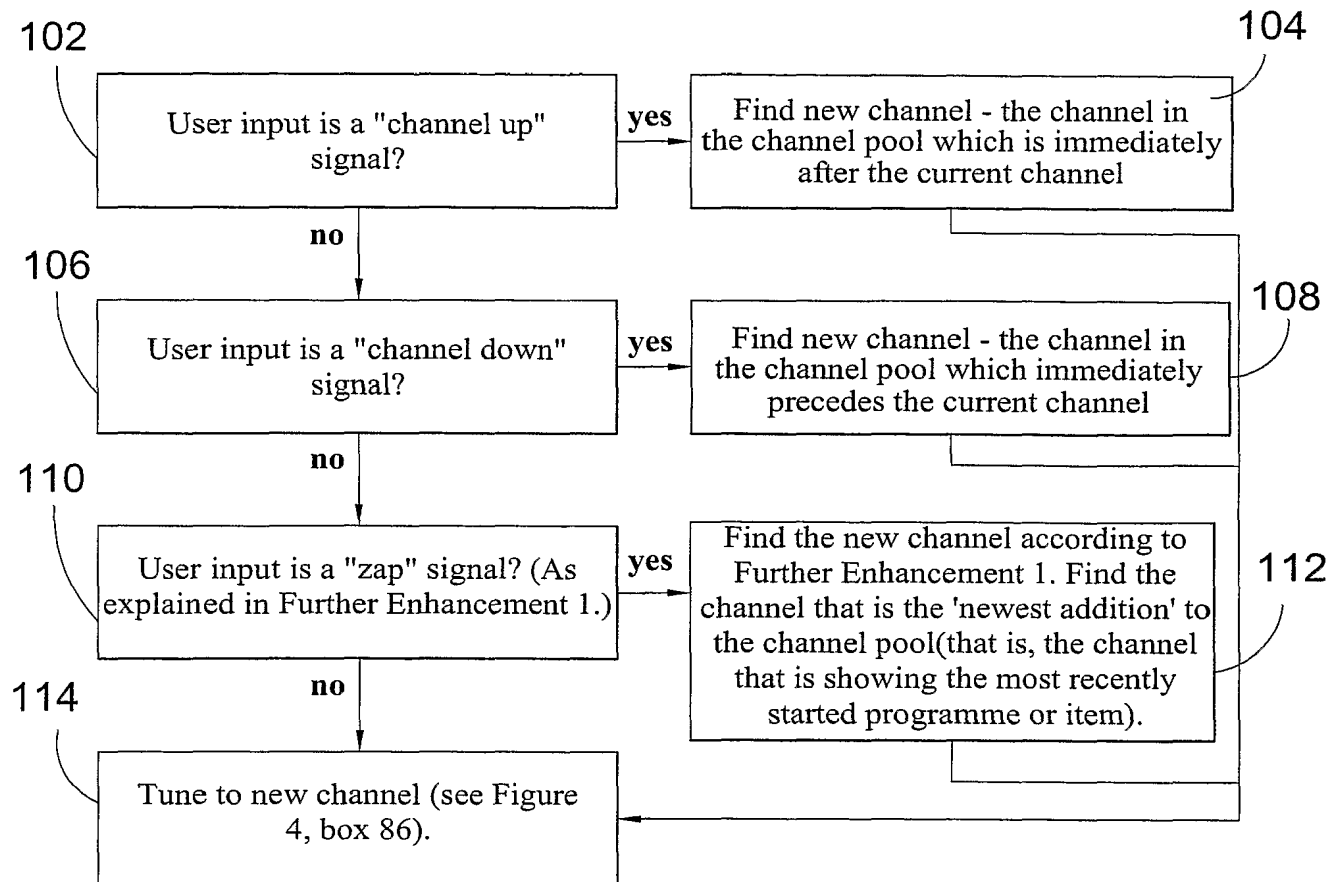 102
104
User input is a "channel up"
signal?
yes
Find new channel - the channel in
the channel pool which is immediately
after the current channel
no
106
108
User input is a "channel down"
signal?
yes
Find new channel - the channel in
the channel pool which immediately
precedes the current channel
no
110
112
User input is a "zap" signal? (As
explained in Further Enhancement 1.)
yes
Find the new channel according to
Further Enhancement 1. Find the
channel that is the 'newest addition' to
the channel pool(that is, the channel
that is showing the most recently
started programme or item).
no
114
Tune to new channel (see Figure
4, box 86).